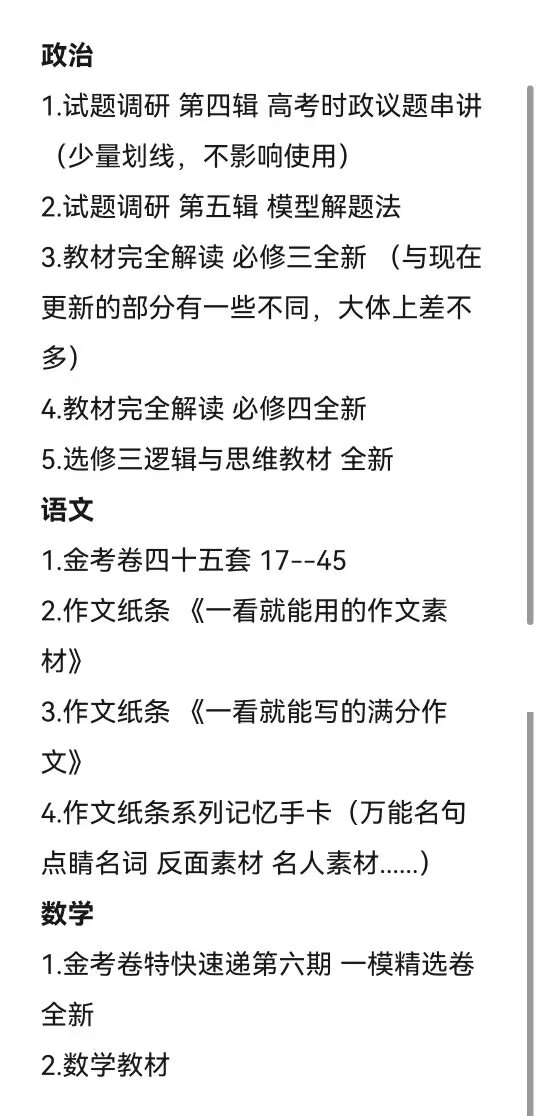 政治
1.试题调研 第四辑 高考时政议题串讲
（少量划线，不影响使用）
2.试题调研 第五辑 模型解题法
3.教材完全解读 必修三全新 （与现在
更新的部分有一些不同，大体上差不
多）
4.教材完全解读 必修四全新
5.选修三逻辑与思维教材 全新
语文
1.金考卷四十五套 17--45
2.作文纸条 《一看就能用的作文素
材》
3.作文纸条 《一看就能写的满分作
文》
4.作文纸条系列记忆手卡（万能名句
点睛名词 反面素材 名人素材......）
数学
1.金考卷特快速递第六期 一模精选卷
全新
2.数学教材